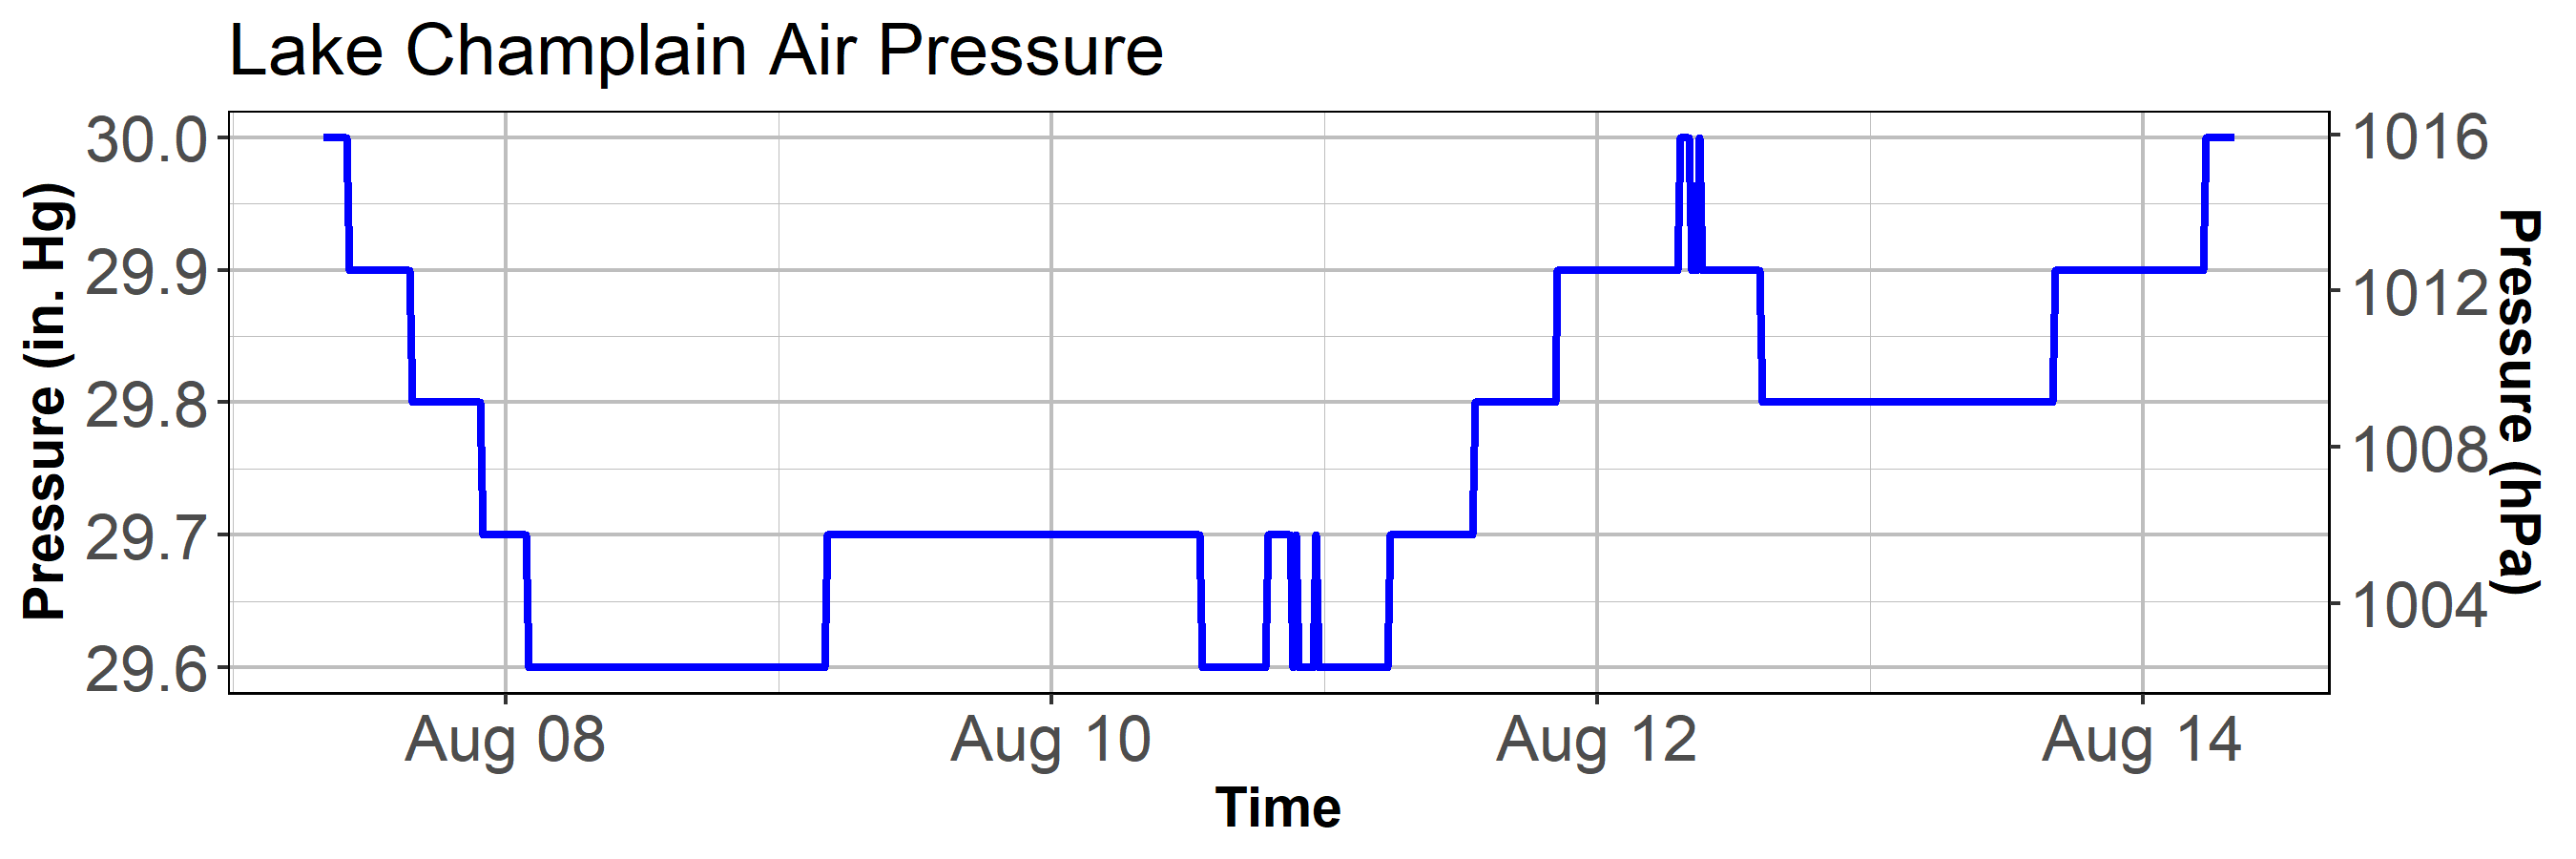 Lake Champlain Air Pressure
Pressure (in. Hg)
30.0
29.9
29.8
29.7
29.6
1016
1012
1008
1004
Pressure (hPa)
Aug 08
Aug 10
Aug 12
Aug 14
Time